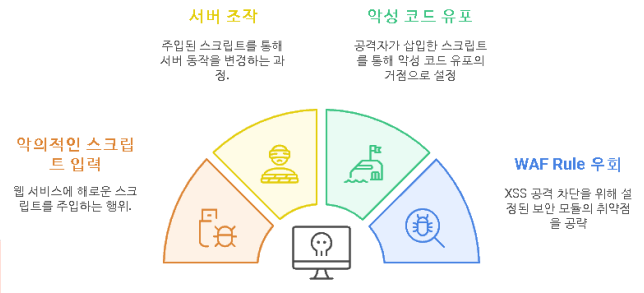 서버 조작
주입된 스크립트를 통해
서버 동작을 변경하는 과
정.
악성 코드 유포
공격자가 삽입한 스크립트
를 통해 악성 코드 유포의
거점으로 설정
악의적인 스크립
트 입력
웹 서비스에 해로운 스크
립트를 주입하는 행위.
WAF Rule 우회
XSS 공격 차단을 위해 설
정된 보안 모듈의 취약점
을 공략